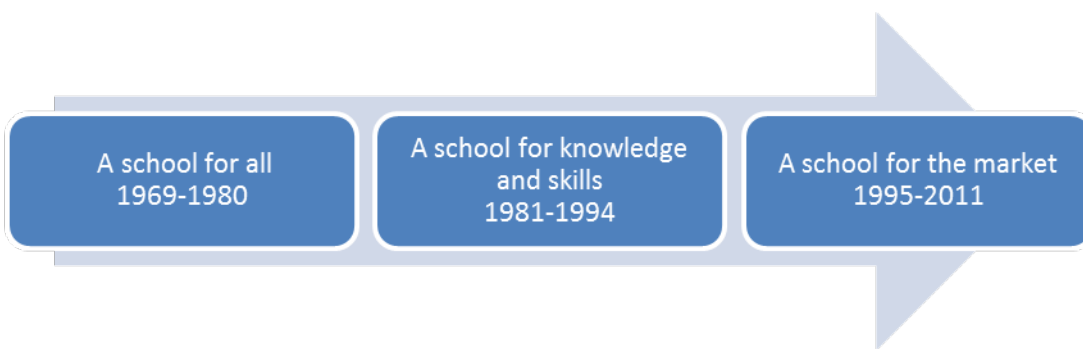 A school for all
1969-1980
A school for knowledge
and skills
1981-1994
A school for the market
1995-2011